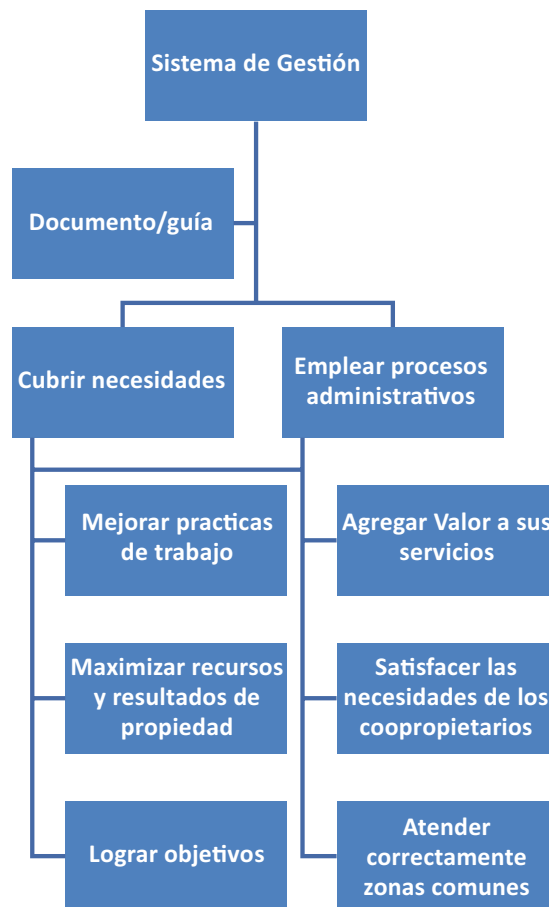 Sistema de Gestión
Documento/guía
Cubrir necesidades
Emplear procesos
administrativos
Mejorar practicas
de trabajo
Agregar Valor a sus
servicios
Maximizar recursos
y resultados de
propiedad
Satisfacer las
necesidades de los
coopropietarios
Lograr objetivos
Atender
correctamente
zonas comunes